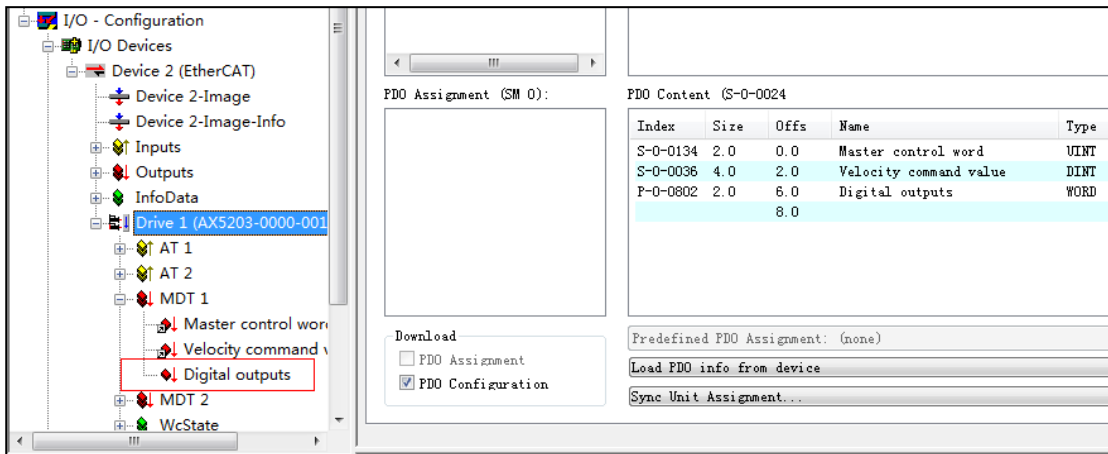 I/O - Configuration
I/O Devices
Device 2 (EtherCAT)
Device 2-Image
Device 2-Image-Info
Inputs
Outputs
InfoData
Drive 1 (AX5203-0000-001
AT 1
AT 2
MDT 1
Master control wor
Velocity command v
Digital outputs
MDT 2
WcState
PDO Assignment (SM 0):
Download
PDO Assignment
PDO Configuration
PDO Content (S-0-0024
Index Size Offs Name Type
S-0-0134 2.0 0.0 Master control word UINT
S-0-0036 4.0 2.0 Velocity command value DINT
P-0-0802 2.0 6.0 Digital outputs WORD
8.0
Predefined PDO Assignment: (none)
Load PDO info from device
Sync Unit Assignment...